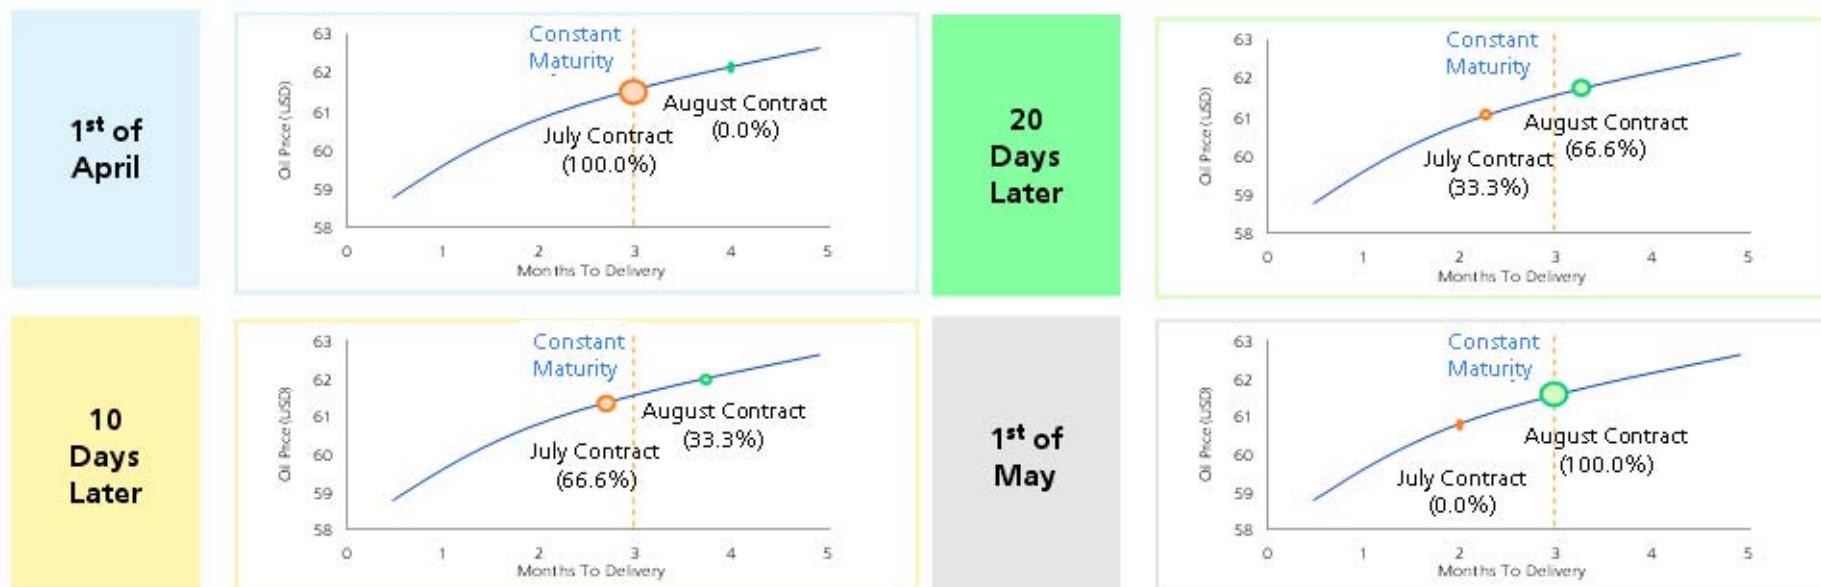 1st of
April
63
62
61
60
59
58
Oil Price (USD)
Constant
Maturity
August Contract
(0.0%)
July Contract
(100.0%)
0 1 2 3 4 5
Months To Delivery
20
Days
Later
63
62
61
60
59
58
Oil Price (USD)
Constant
Maturity
August Contract
(66.6%)
July Contract
(33.3%)
0 1 2 3 4 5
Months To Delivery
10
Days
Later
63
62
61
60
59
58
Oil Price (USD)
Constant
Maturity
August Contract
(33.3%)
July Contract
(66.6%)
0 1 2 3 4 5
Months To Delivery
1st of
May
63
62
61
60
59
58
Oil Price (USD)
Constant
Maturity
August Contract
(100.0%)
July Contract
(0.0%)
0 1 2 3 4 5
Months To Delivery